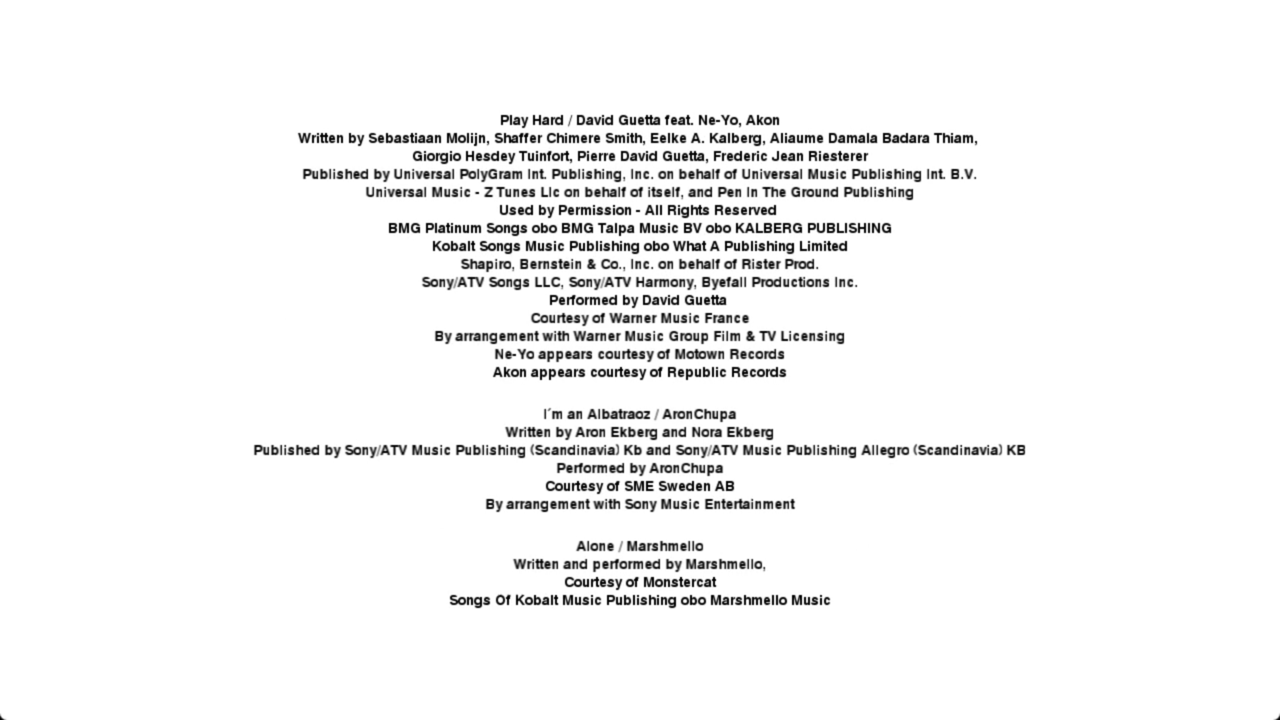 Play Hard / David Guetta feat. Ne-Yo, Akon
Written by Sebastiaan Molijn, Shaffer Chimere Smith, Eelke A. Kalberg, Aliaume Damala Badara Thiam,
Giorgio Hesdey Tuinfort, Pierre David Guetta, Frederic Jean Riesterer
Published by Universal PolyGram Int. Publishing, Inc. on behalf of Universal Music Publishing Int. B.V.
Universal Music - Z Tunes Llc on behalf of itself, and Pen In The Ground Publishing
Used by Permission - All Rights Reserved
BMG Platinum Songs obo BMG Talpa Music BV obo KALBERG PUBLISHING
Kobalt Songs Music Publishing obo What A Publishing Limited
Shapiro, Bernstein & Co., Inc. on behalf of Rister Prod.
Sony/ATV Songs LLC, Sony/ATV Harmony, Byefall Productions Inc.
Performed by David Guetta
Courtesy of Warner Music France
By arrangement with Warner Music Group Film & TV Licensing
Ne-Yo appears courtesy of Motown Records
Akon appears courtesy of Republic Records
I´m an Albatraoz / AronChupa
Written by Aron Ekberg and Nora Ekberg
Published by Sony/ATV Music Publishing (Scandinavia) Kb and Sony/ATV Music Publishing Allegro (Scandinavia) KB
Performed by AronChupa
Courtesy of SME Sweden AB
By arrangement with Sony Music Entertainment
Alone / Marshmello
Written and performed by Marshmello,
Courtesy of Monstercat
Songs Of Kobalt Music Publishing obo Marshmello Music